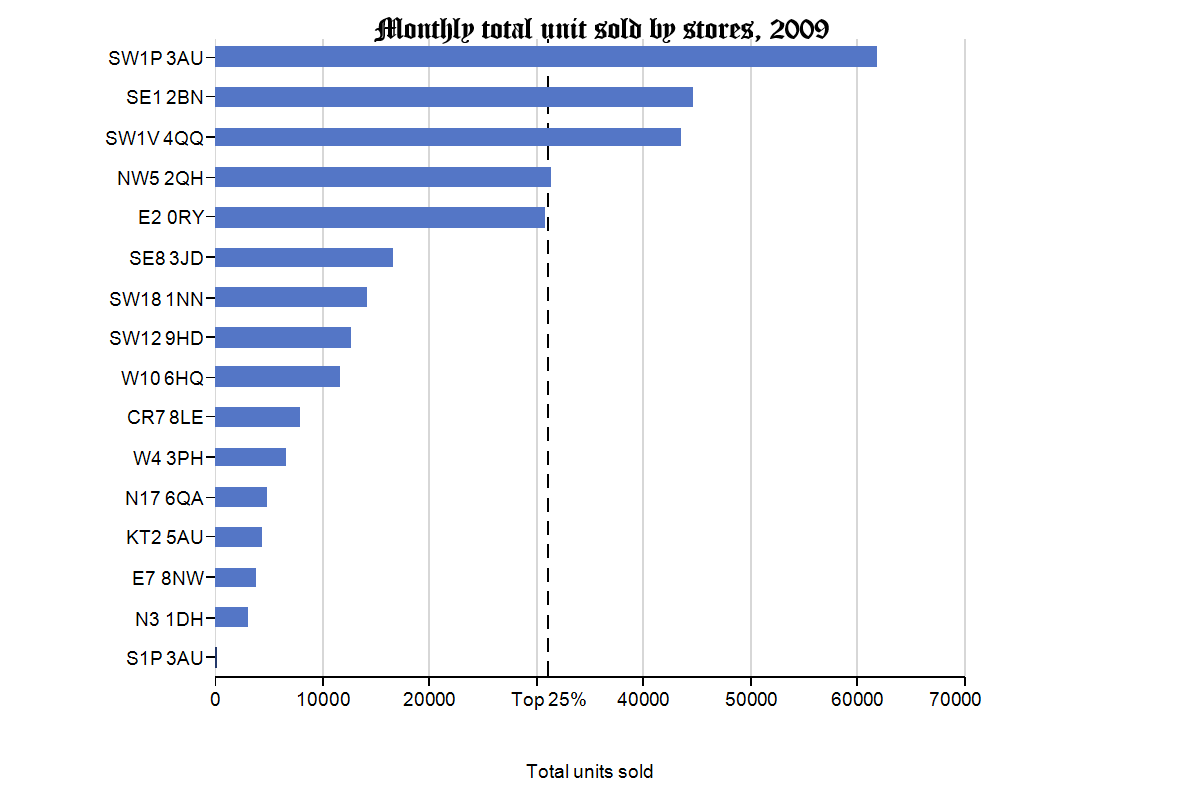 Monthly total unit sold by stores, 2009
SW1P 3AU
SE1 2BN
SW1V 4QQ
NW5 2QH
E2 0RY
SE8 3JD
SW18 1NN
SW12 9HD
W10 6HQ
CR7 8LE
W4 3PH
N17 6QA
KT2 5AU
E7 8NW
N3 1DH
S1P 3AU
0 10000 20000 Top 25% 40000 50000 60000 70000
Total units sold